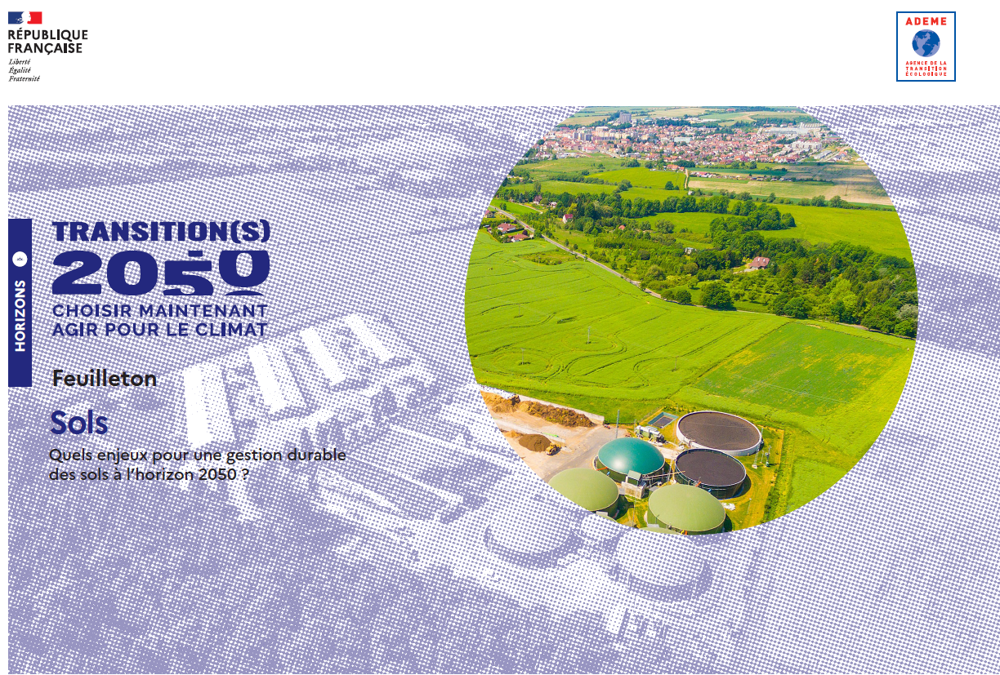 RÉPUBLIQUE
FRANÇAISE
Liberté
Égalité
Fraternité
ADEME
AGENCE DE LA
TRANSITION
ÉCOLOGIQUE
HORIZONS
TRANSITION(S)
2050
CHOISIR MAINTENANT
AGIR POUR LE CLIMAT
Feuilleton
Sols
Quels enjeux pour une gestion durable
des sols à l'horizon 2050 ?